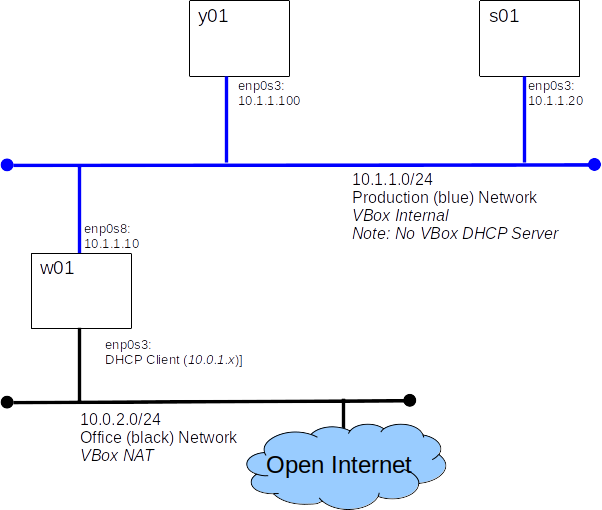 y01
s01
enp0s3:
10.1.1.100
enp0s3:
10.1.1.20
10.1.1.0/24
Production (blue) Network
VBox Internal
Note: No VBox DHCP Server
enp0s8:
10.1.1.10
w01
enp0s3:
DHCP Client (10.0.1.x)]
10.0.2.0/24
Office (black) Network
VBox NAT
Open Internet